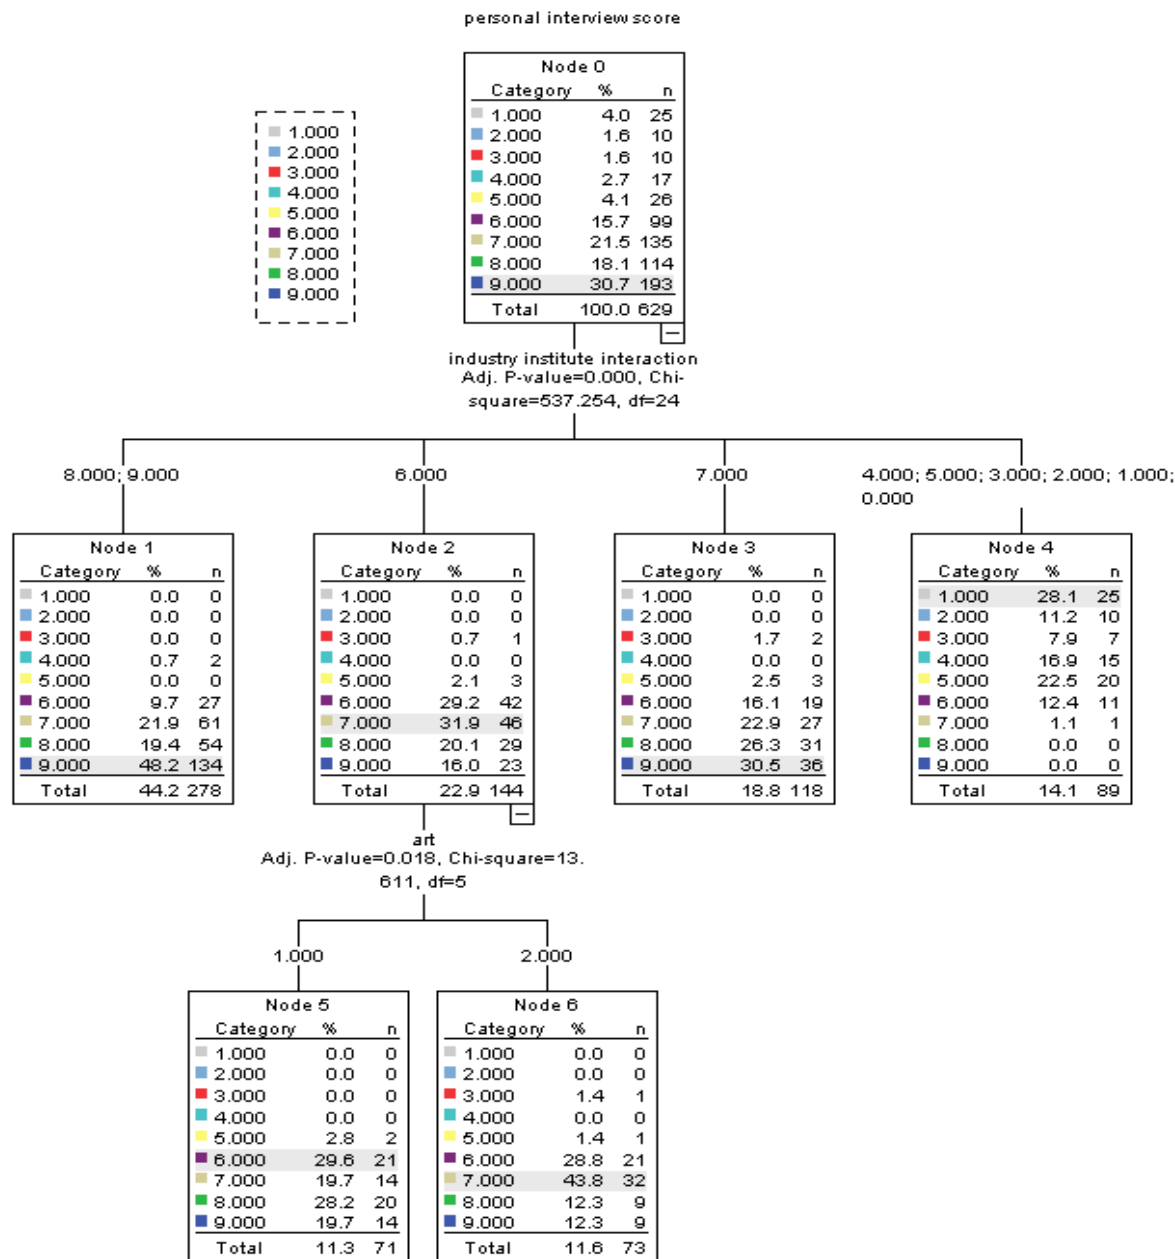 personal interview score
Node 0
Category % n
1.000 4.0 25
2.000 1.6 10
3.000 1.6 10
4.000 2.7 17
5.000 4.1 26
6.000 15.7 99
7.000 21.5 135
8.000 18.1 114
9.000 30.7 193
Total 100.0 629
1.000
2.000
3.000
4.000
5.000
6.000
7.000
8.000
9.000
industry institute interaction
Adj. P-value=0.000, Chi-
square=537.254, df=24
8.000; 9.000
6.000
7.000
4.000; 5.000; 3.000; 2.000; 1.000;
0.000
Node 1
Category % n
1.000 0.0 0
2.000 0.0 0
3.000 0.0 0
4.000 0.7 2
5.000 0.0 0
6.000 9.7 27
7.000 21.9 61
8.000 19.4 54
9.000 48.2 134
Total 44.2 278
Node 2
Category % n
1.000 0.0 0
2.000 0.0 0
3.000 0.7 1
4.000 0.0 0
5.000 2.1 3
6.000 29.2 42
7.000 31.9 46
8.000 20.1 29
9.000 16.0 23
Total 22.9 144
Node 3
Category % n
1.000 0.0 0
2.000 0.0 0
3.000 1.7 2
4.000 0.0 0
5.000 2.5 3
6.000 16.1 19
7.000 22.9 27
8.000 26.3 31
9.000 30.5 36
Total 18.8 118
Node 4
Category % n
1.000 28.1 25
2.000 11.2 10
3.000 7.9 7
4.000 16.9 15
5.000 22.5 20
6.000 12.4 11
7.000 1.1 1
8.000 0.0 0
9.000 0.0 0
Total 14.1 89
art
Adj. P-value=0.018, Chi-square=13.
611, df=5
1.000
2.000
Node 5
Category % n
1.000 0.0 0
2.000 0.0 0
3.000 0.0 0
4.000 0.0 0
5.000 2.8 2
6.000 29.6 21
7.000 19.7 14
8.000 28.2 20
9.000 19.7 14
Total 11.3 71
Node 6
Category % n
1.000 0.0 0
2.000 0.0 0
3.000 1.4 1
4.000 0.0 0
5.000 1.4 1
6.000 28.8 21
7.000 43.8 32
8.000 12.3 9
9.000 12.3 9
Total 11.6 73